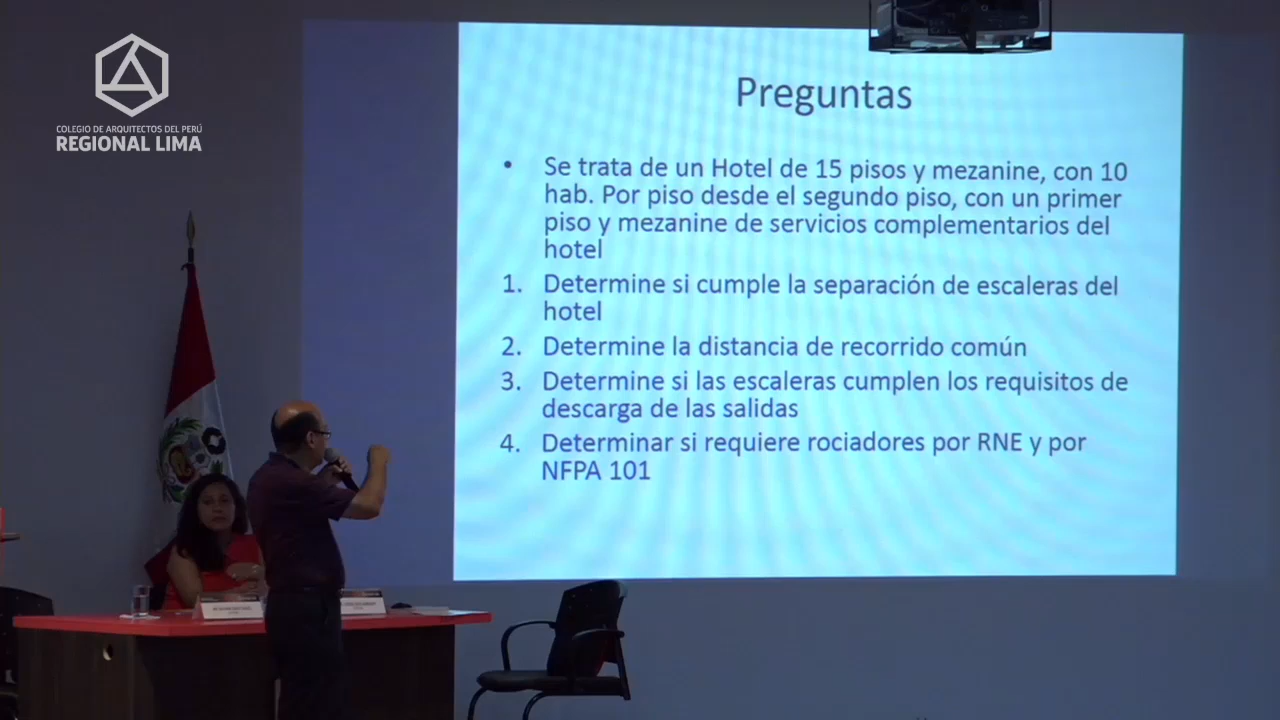 COLEGIO DE ARQUITECTOS DEL PERÚ
REGIONAL LIMA
Preguntas
• Se trata de un Hotel de 15 pisos y mezanine, con 10
hab. Por piso desde el segundo piso, con un primer
piso y mezanine de servicios complementarios del
hotel
1. Determine si cumple la separación de escaleras del
hotel
2. Determine la distancia de recorrido común
3. Determine si las escaleras cumplen los requisitos de
descarga de las salidas
4. Determinar si requiere rociadores por RNE y por
NFPA 101